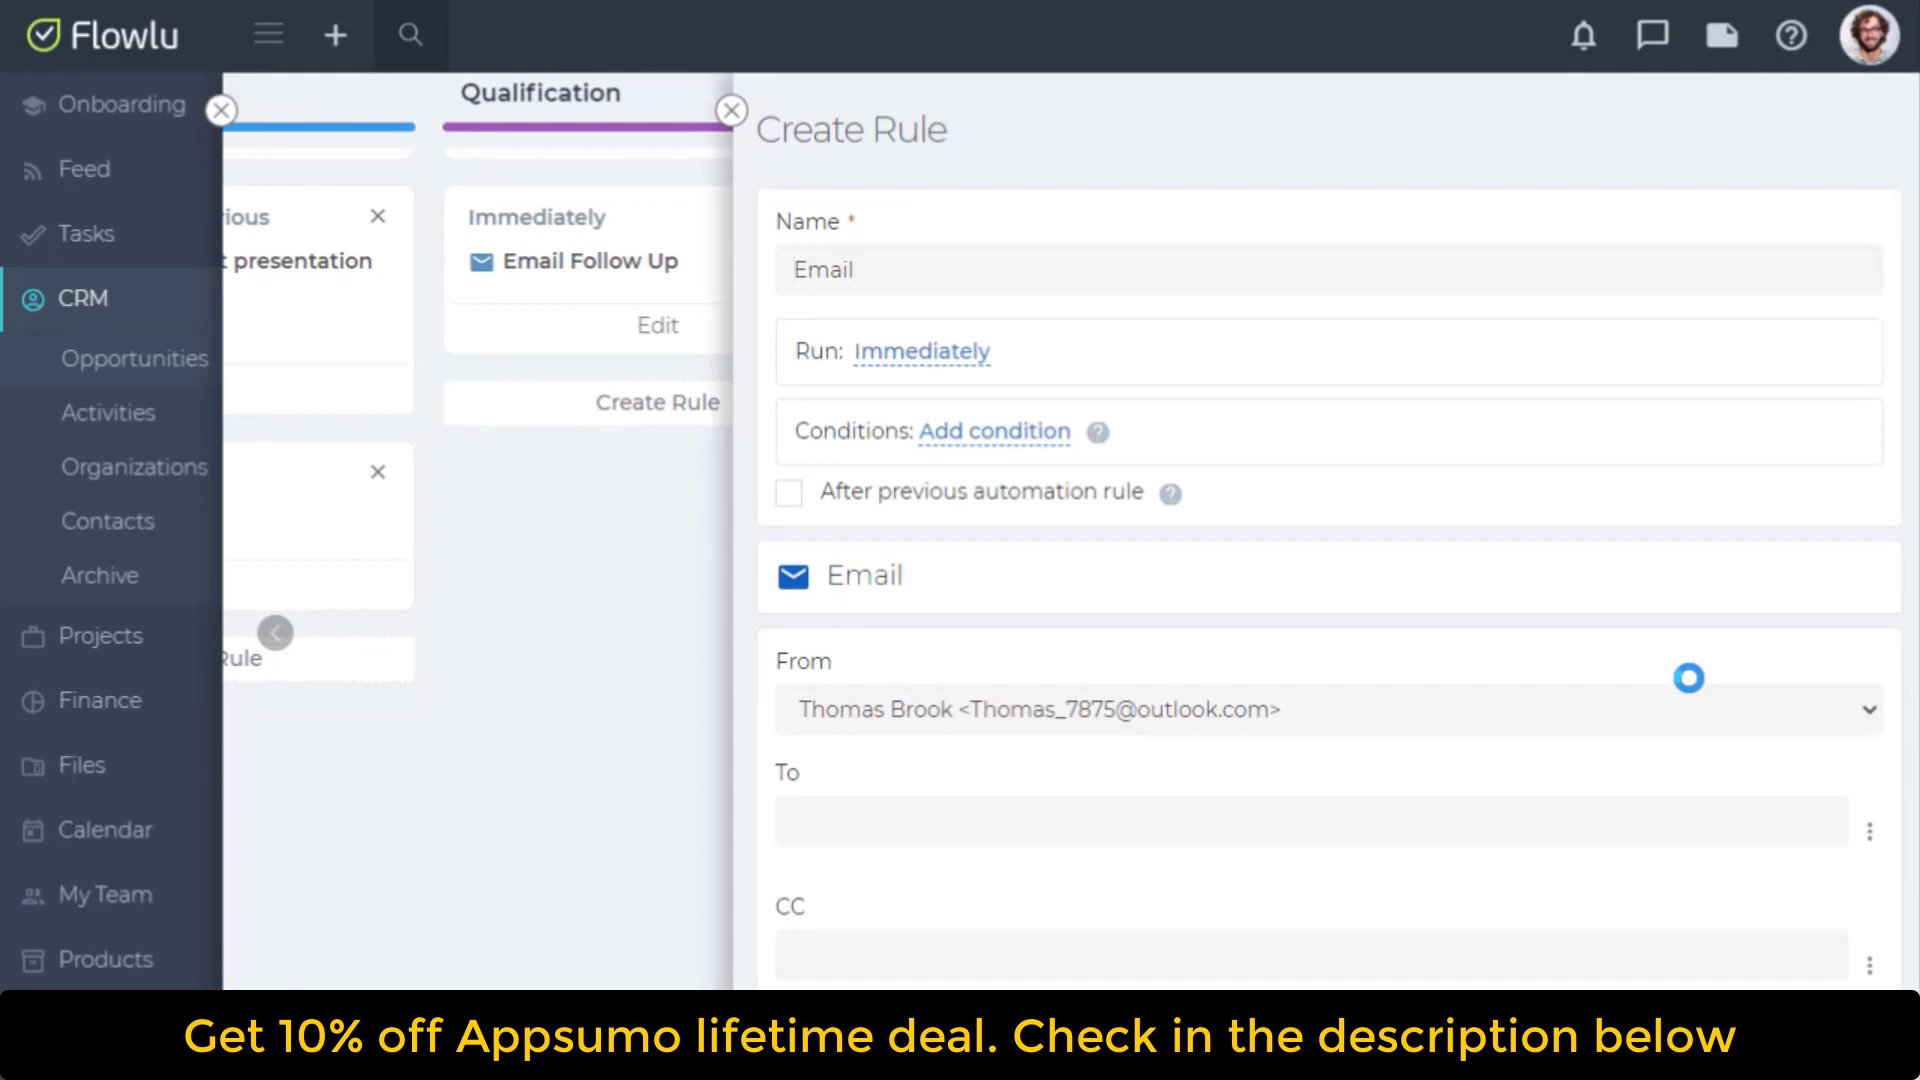 Flowlu
Onboarding
Feed
Tasks
CRM
Opportunities
Activities
Organizations
Contacts
Archive
Projects
Finance
Files
Calendar
My Team
Products
ious
t presentation
Rule
Qualification
Immediately
Email Follow Up
Edit
Create Rule
Create Rule
Name *
Email
Run: Immediately
Conditions: Add condition ?
After previous automation rule ?
Email
From
Thomas Brook <Thomas_7875@outlook.com>
To
CC
Get 10% off Appsumo lifetime deal. Check in the description below